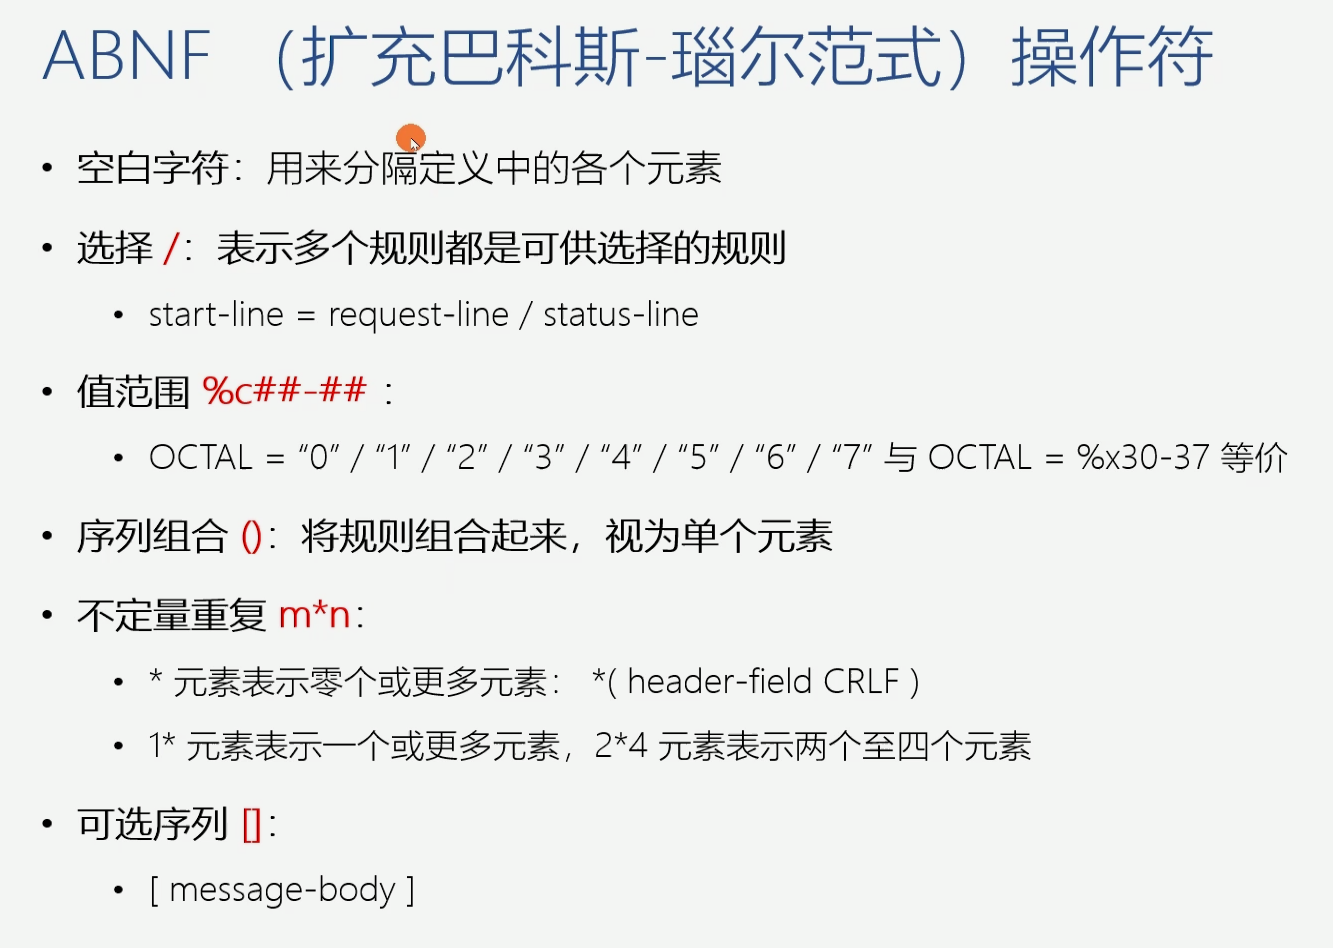 ABNF （扩充巴科斯-瑙尔范式）操作符
• 空白字符：用来分隔定义中的各个元素
• 选择 /：表示多个规则都是可供选择的规则
• start-line = request-line / status-line
• 值范围 %c##-## ：
• OCTAL = “0” / “1” / “2” / “3” / “4” / “5” / “6” / “7” 与 OCTAL = %x30-37 等价
• 序列组合 ()：将规则组合起来，视为单个元素
• 不定量重复 m*n：
• * 元素表示零个或更多元素： *( header-field CRLF )
• 1* 元素表示一个或更多元素，2*4 元素表示两个至四个元素
• 可选序列 []：
• [ message-body ]